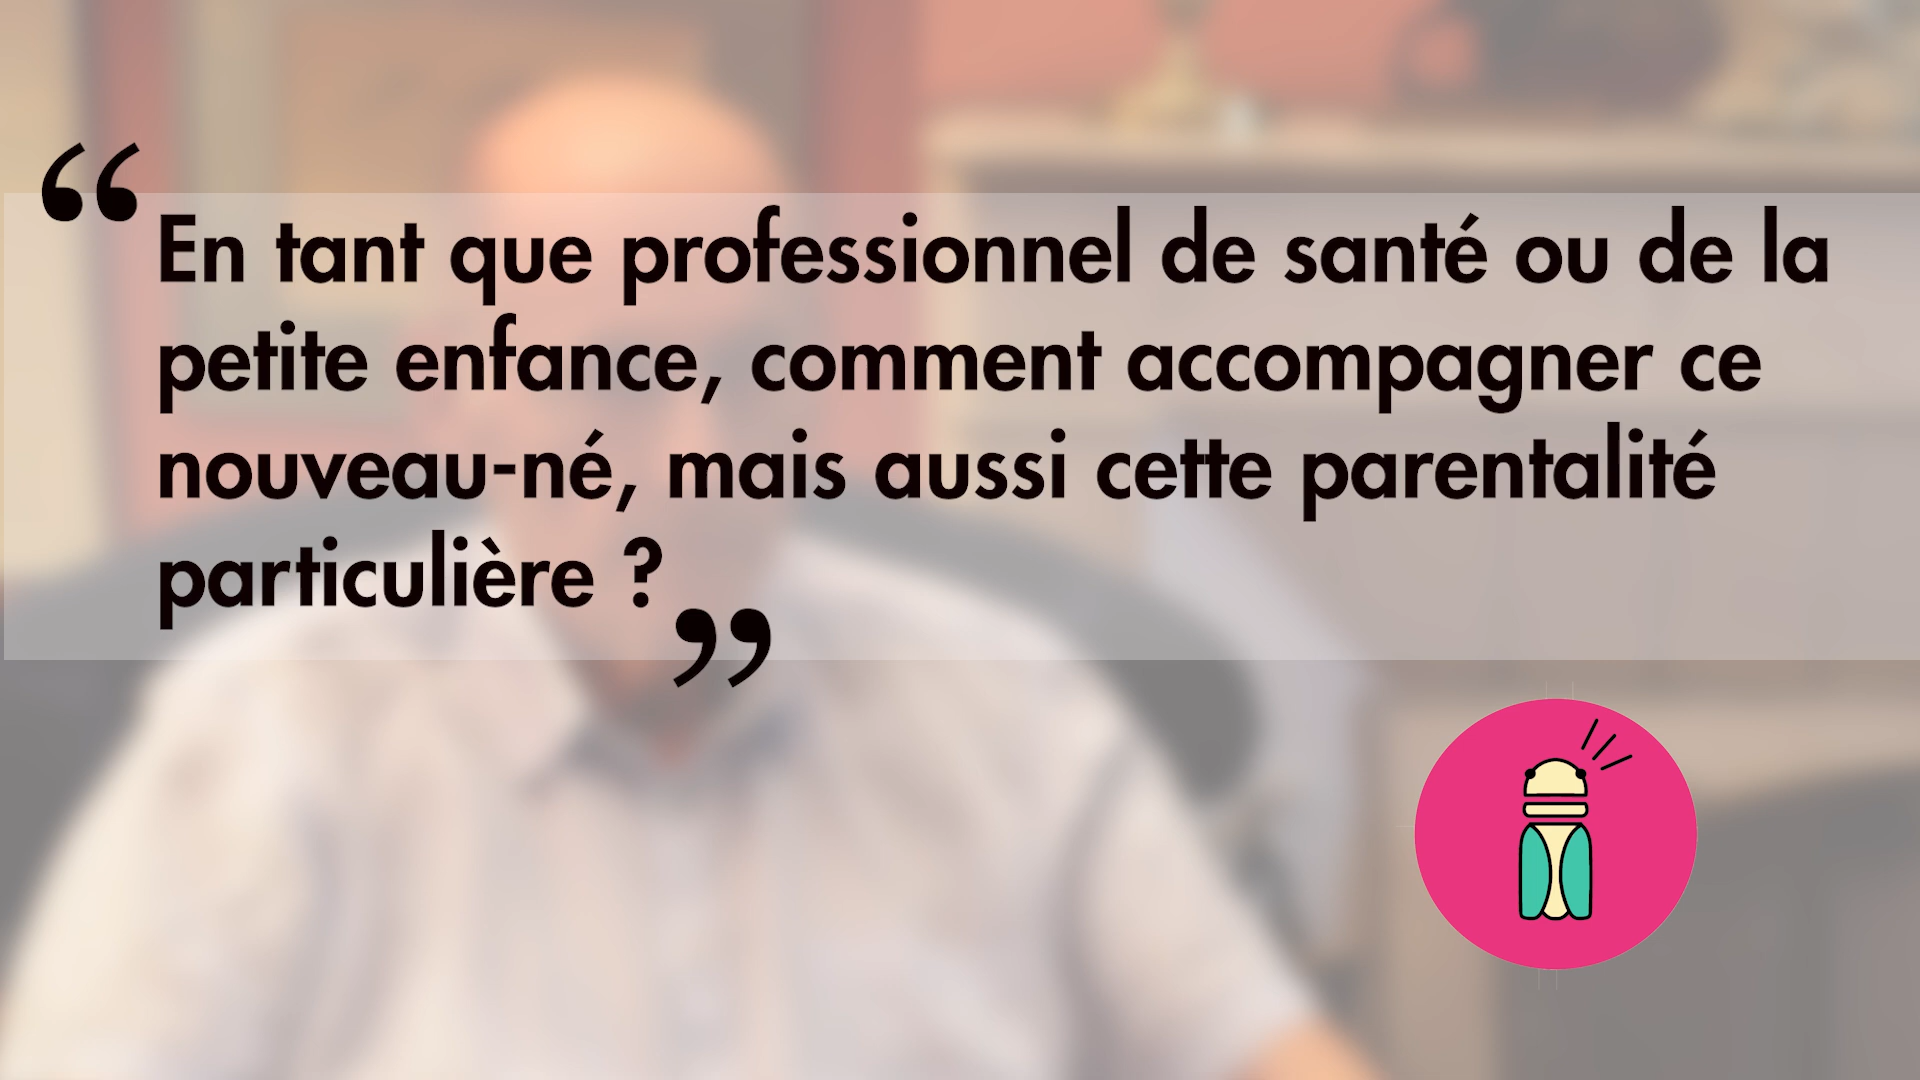 “En tant que professionnel de santé ou de la
petite enfance, comment accompagner ce
nouveau-né, mais aussi cette parentalité
particulière ?”